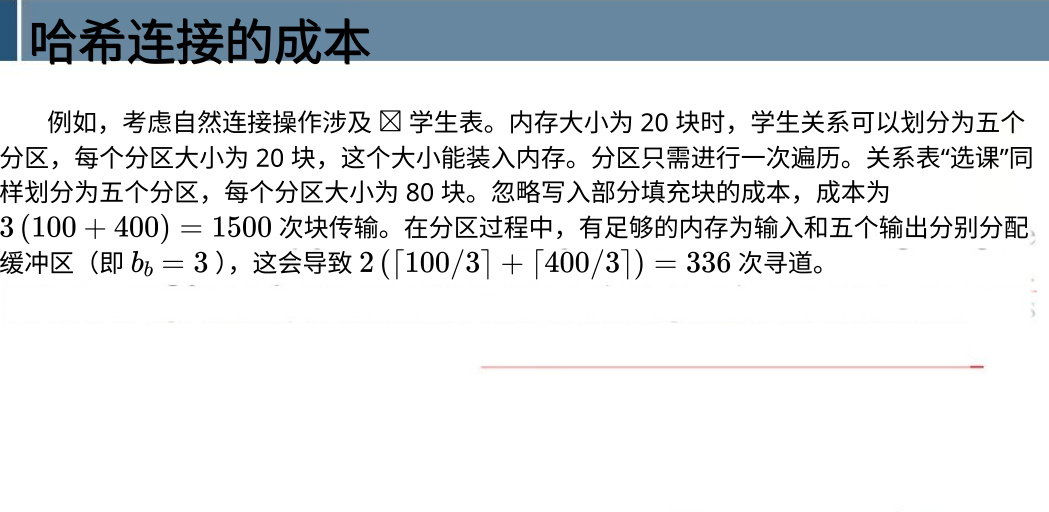 哈希连接的成本
例如，考虑自然连接操作涉及 学生表。内存大小为 20 块时，学生关系可以划分为五个
分区，每个分区大小为 20 块，这个大小能装入内存。分区只需进行一次遍历。关系表“选课”同
样划分为五个分区，每个分区大小为 80 块。忽略写入部分填充块的成本，成本为
3 (100 + 400) = 1500 次块传输。在分区过程中，有足够的内存为输入和五个输出分别分配
缓冲区（即 b_b = 3 ），这会导致 2 (⌈100/3⌉ + ⌈400/3⌉) = 336 次寻道。